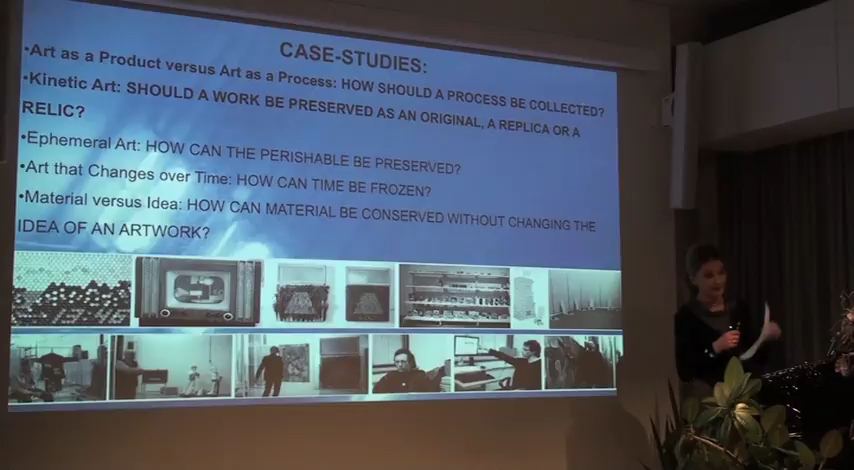 CASE-STUDIES:
•Art as a Product versus Art as a Process: HOW SHOULD A PROCESS BE COLLECTED?
•Kinetic Art: SHOULD A WORK BE PRESERVED AS AN ORIGINAL, A REPLICA OR A
RELIC?
•Ephemeral Art: HOW CAN THE PERISHABLE BE PRESERVED?
•Art that Changes over Time: HOW CAN TIME BE FROZEN?
•Material versus Idea: HOW CAN MATERIAL BE CONSERVED WITHOUT CHANGING THE
IDEA OF AN ARTWORK?